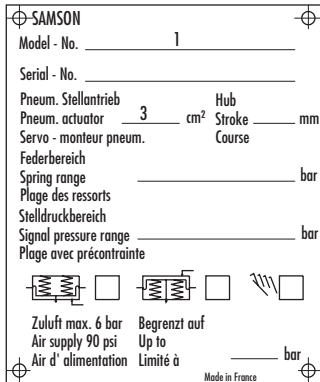 SAMSON
Model - No. 1
Serial - No.
Pneum. Stellantrieb Hub
Pneum. actuator 3 cm² Stroke mm
Servo - monteur pneum. Course
Federbereich
Spring range bar
Plage des ressorts
Stelldruckbereich
Signal pressure range bar
Plage avec précontrainte
Zuluft max. 6 bar Begrenzt auf
Air supply 90 psi Up to
Air d' alimentation Limité à bar
Made in France